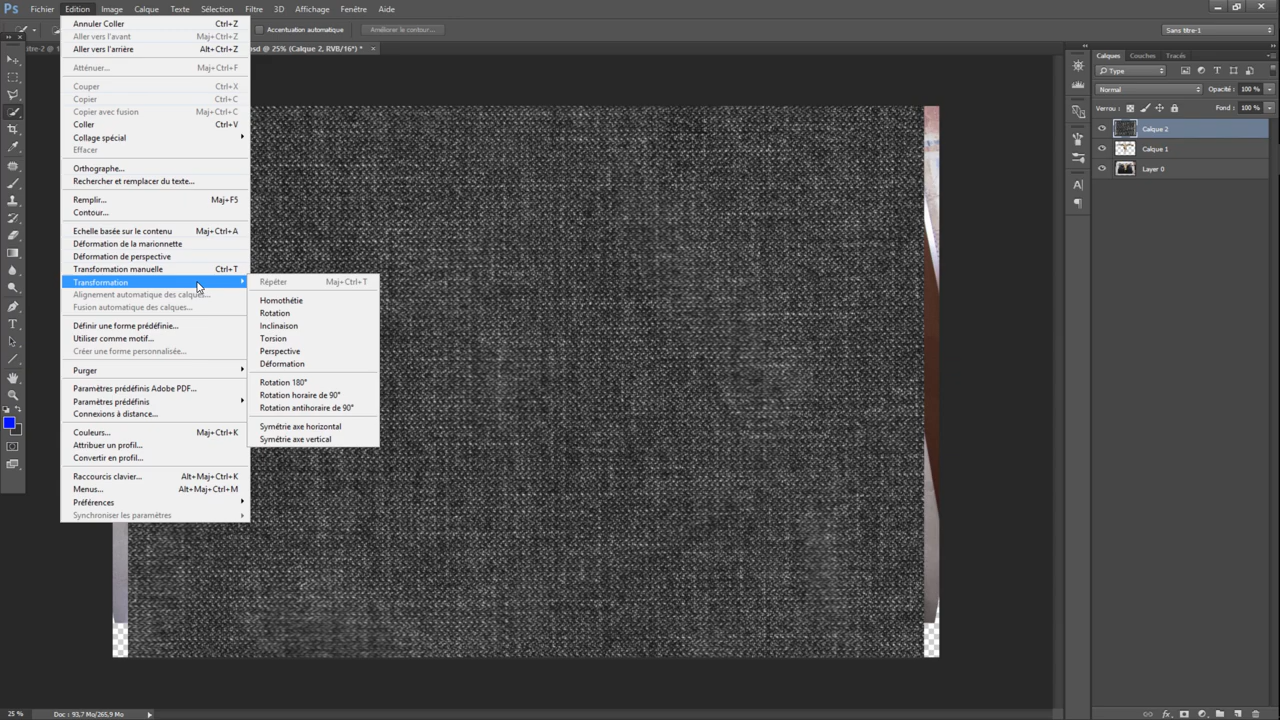 Ps Fichier Edition Image Calque Texte Sélection Filtre 3D Affichage Fenêtre Aide
Accentuation automatique Améliorer le contour... Sans titre-1
sd @ 25% (Calque 2, RVB/16*) * ×
Annuler Coller Ctrl+Z
Aller vers l'avant Maj+Ctrl+Z
Aller vers l'arrière Alt+Ctrl+Z
Atténuer... Maj+Ctrl+F
Couper Ctrl+X
Copier Ctrl+C
Copier avec fusion Maj+Ctrl+C
Coller Ctrl+V
Collage spécial
Effacer
Orthographe...
Rechercher et remplacer du texte...
Remplir... Maj+F5
Contour...
Echelle basée sur le contenu Maj+Ctrl+A
Déformation de la marionnette
Déformation de perspective
Transformation manuelle Ctrl+T
Transformation
Alignement automatique des calques...
Fusion automatique des calques...
Définir une forme prédéfinie...
Utiliser comme motif...
Créer une forme personnalisée...
Purger
Paramètres prédéfinis Adobe PDF...
Paramètres prédéfinis
Connexions à distance...
Couleurs... Maj+Ctrl+K
Attribuer un profil...
Convertir en profil...
Raccourcis clavier... Alt+Maj+Ctrl+K
Menus... Alt+Maj+Ctrl+M
Préférences
Synchroniser les paramètres
Répéter Maj+Ctrl+T
Homothétie
Rotation
Inclinaison
Torsion
Perspective
Déformation
Rotation 180°
Rotation horaire de 90°
Rotation antihoraire de 90°
Symétrie axe horizontal
Symétrie axe vertical
Calques Couches Tracés
Type
Normal Opacité : 100 %
Verrou : Fond : 100 %
Calque 2
Calque 1
Layer 0
25 % Doc : 93,7 Mo/265,9 Mo